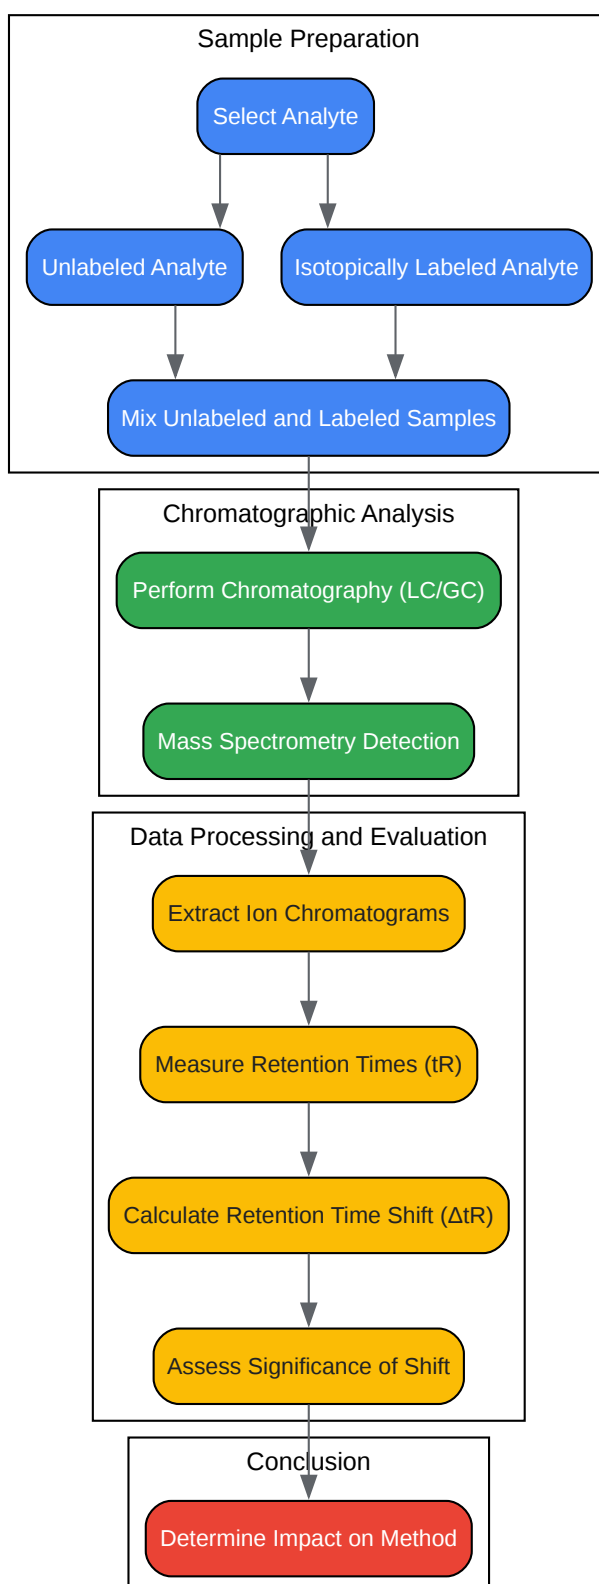 Sample Preparation
Select Analyte
Unlabeled Analyte
Isotopically Labeled Analyte
Mix Unlabeled and Labeled Samples
Chromatographic Analysis
Perform Chromatography (LC/GC)
Mass Spectrometry Detection
Data Processing and Evaluation
Extract Ion Chromatograms
Measure Retention Times (tR)
Calculate Retention Time Shift (ΔtR)
Assess Significance of Shift
Conclusion
Determine Impact on Method